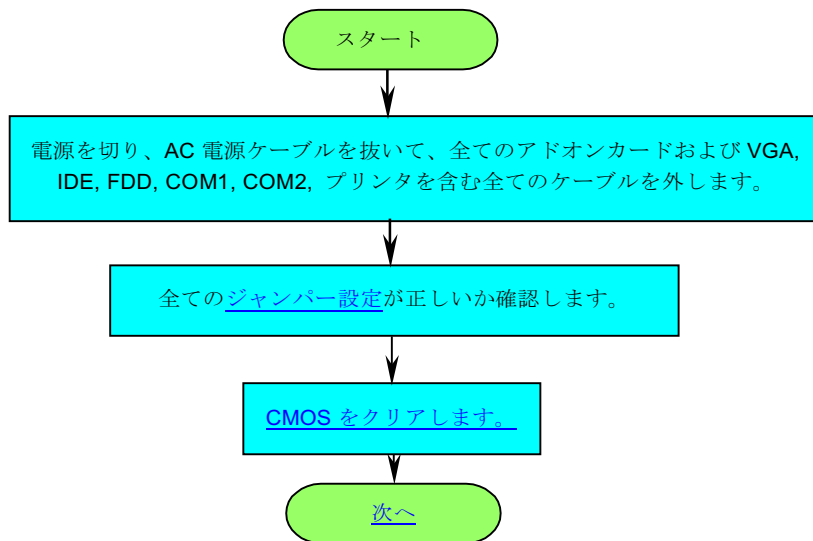 スタート
電源を切り、AC 電源ケーブルを抜いて、全てのアドオンカードおよび VGA,
IDE, FDD, COM1, COM2, プリンタを含む全てのケーブルを外します。
全てのジャンパー設定が正しいか確認します。
CMOS をクリアします。
次へ